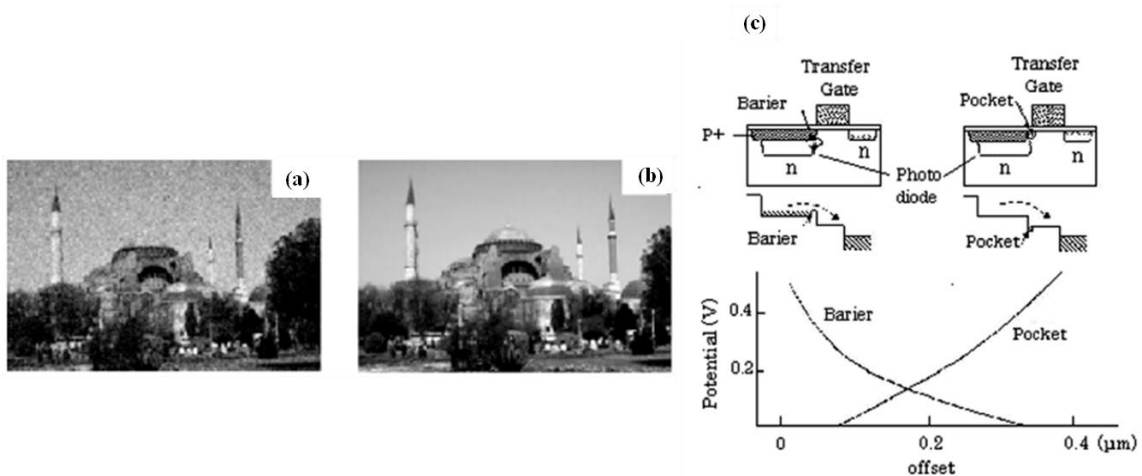 (a)
(b)
(c)
Transfer
Gate
Barier
P+
n
n
Photo
diode
Transfer
Gate
Pocket
n
n
Barier
Pocket
Potential (V)
0.4
0.2
Barier
Pocket
0
0.2
0.4 (μm)
offset